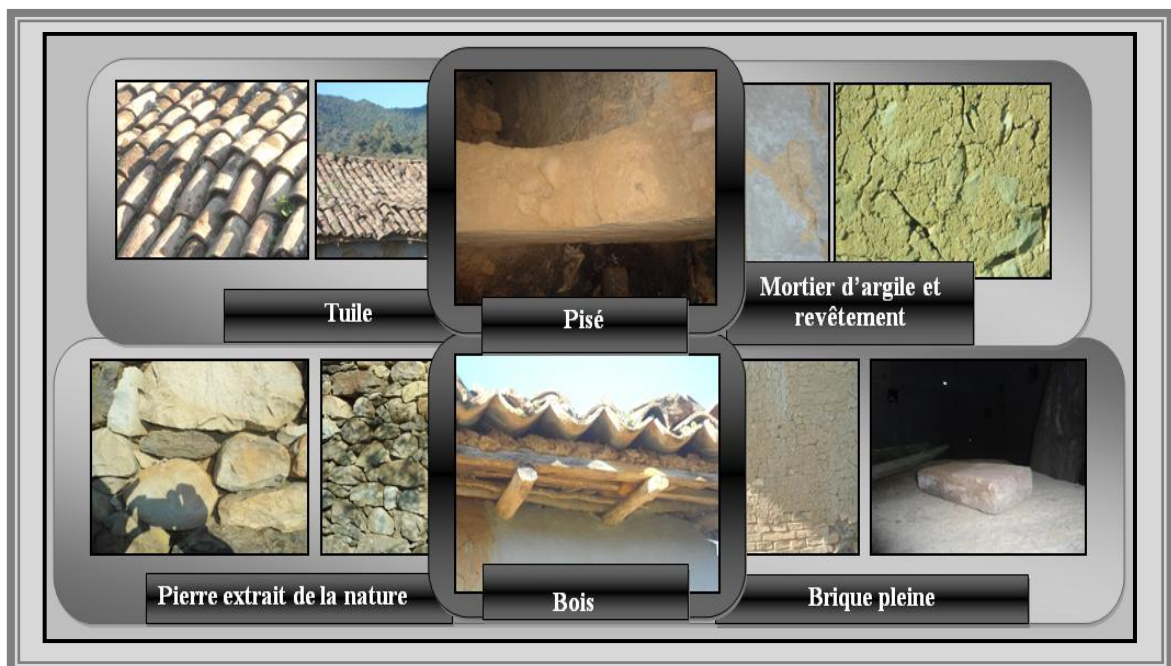 Tuile
Pisé
Mortier d’argile et
revêtement
Pierre extrait de la nature
Bois
Brique pleine